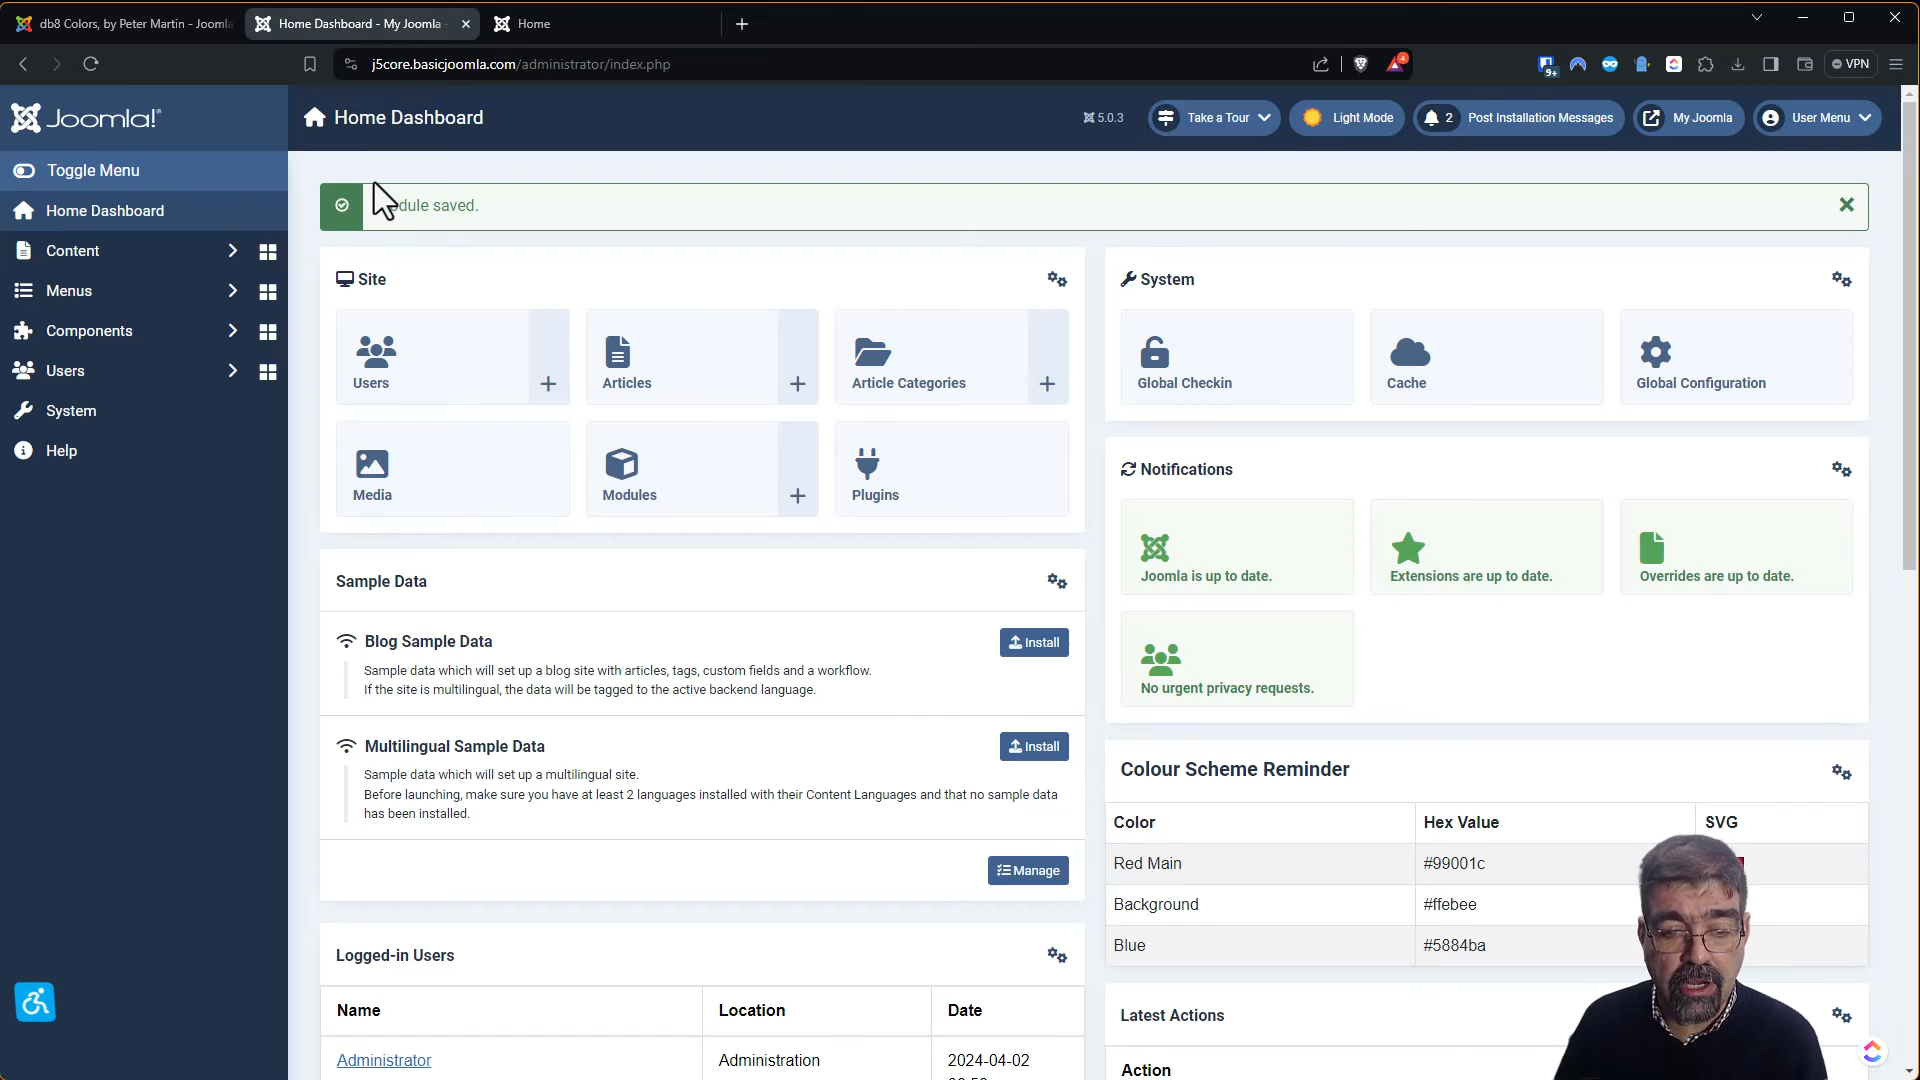 db8 Colors, by Peter Martin - Joomla
Home Dashboard - My Joomla -
Home
j5core.basicjoomla.com/administrator/index.php
9+
4
VPN
Joomla!®
Home Dashboard
5.0.3
Take a Tour
Light Mode
2 Post Installation Messages
My Joomla
User Menu
Toggle Menu
Home Dashboard
Content
Menus
Components
Users
System
Help
dule saved.
Site
Users
Articles
Article Categories
Media
Modules
Plugins
Sample Data
Blog Sample Data
Install
Sample data which will set up a blog site with articles, tags, custom fields and a workflow.
If the site is multilingual, the data will be tagged to the active backend language.
Multilingual Sample Data
Install
Sample data which will set up a multilingual site.
Before launching, make sure you have at least 2 languages installed with their Content Languages and that no sample data
has been installed.
Manage
Logged-in Users
Name Location Date
Administrator Administration 2024-04-02
System
Global Checkin
Cache
Global Configuration
Notifications
Joomla is up to date.
Extensions are up to date.
Overrides are up to date.
No urgent privacy requests.
Colour Scheme Reminder
Color Hex Value SVG
Red Main #99001c
Background #ffebee
Blue #5884ba
Latest Actions
Action